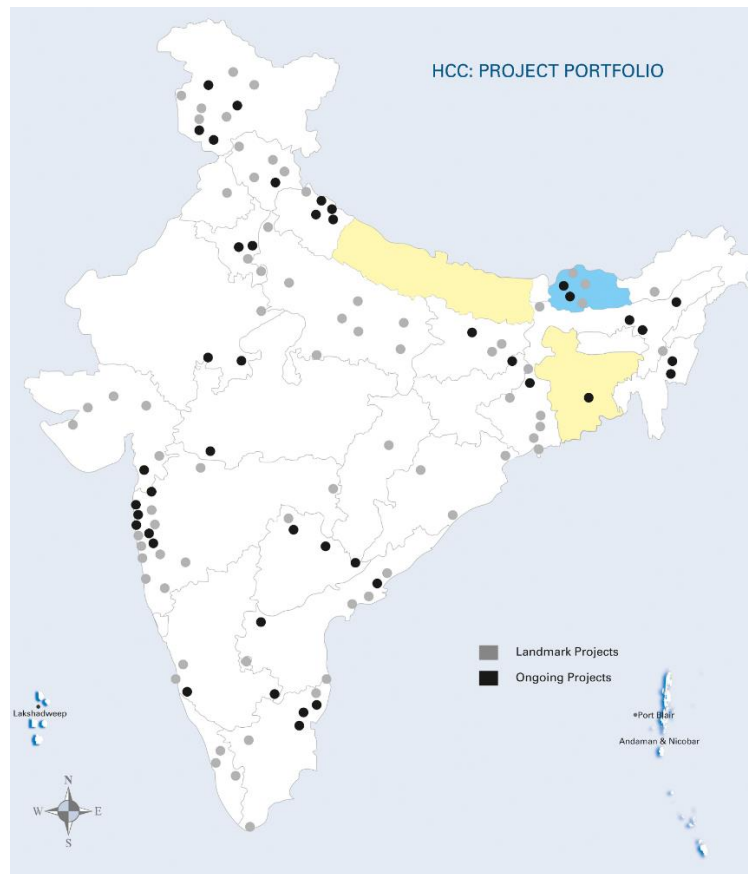 HCC: PROJECT PORTFOLIO
Landmark Projects
Ongoing Projects
Lakshadweep
Port Blair
Andaman & Nicobar
N
W
E
S